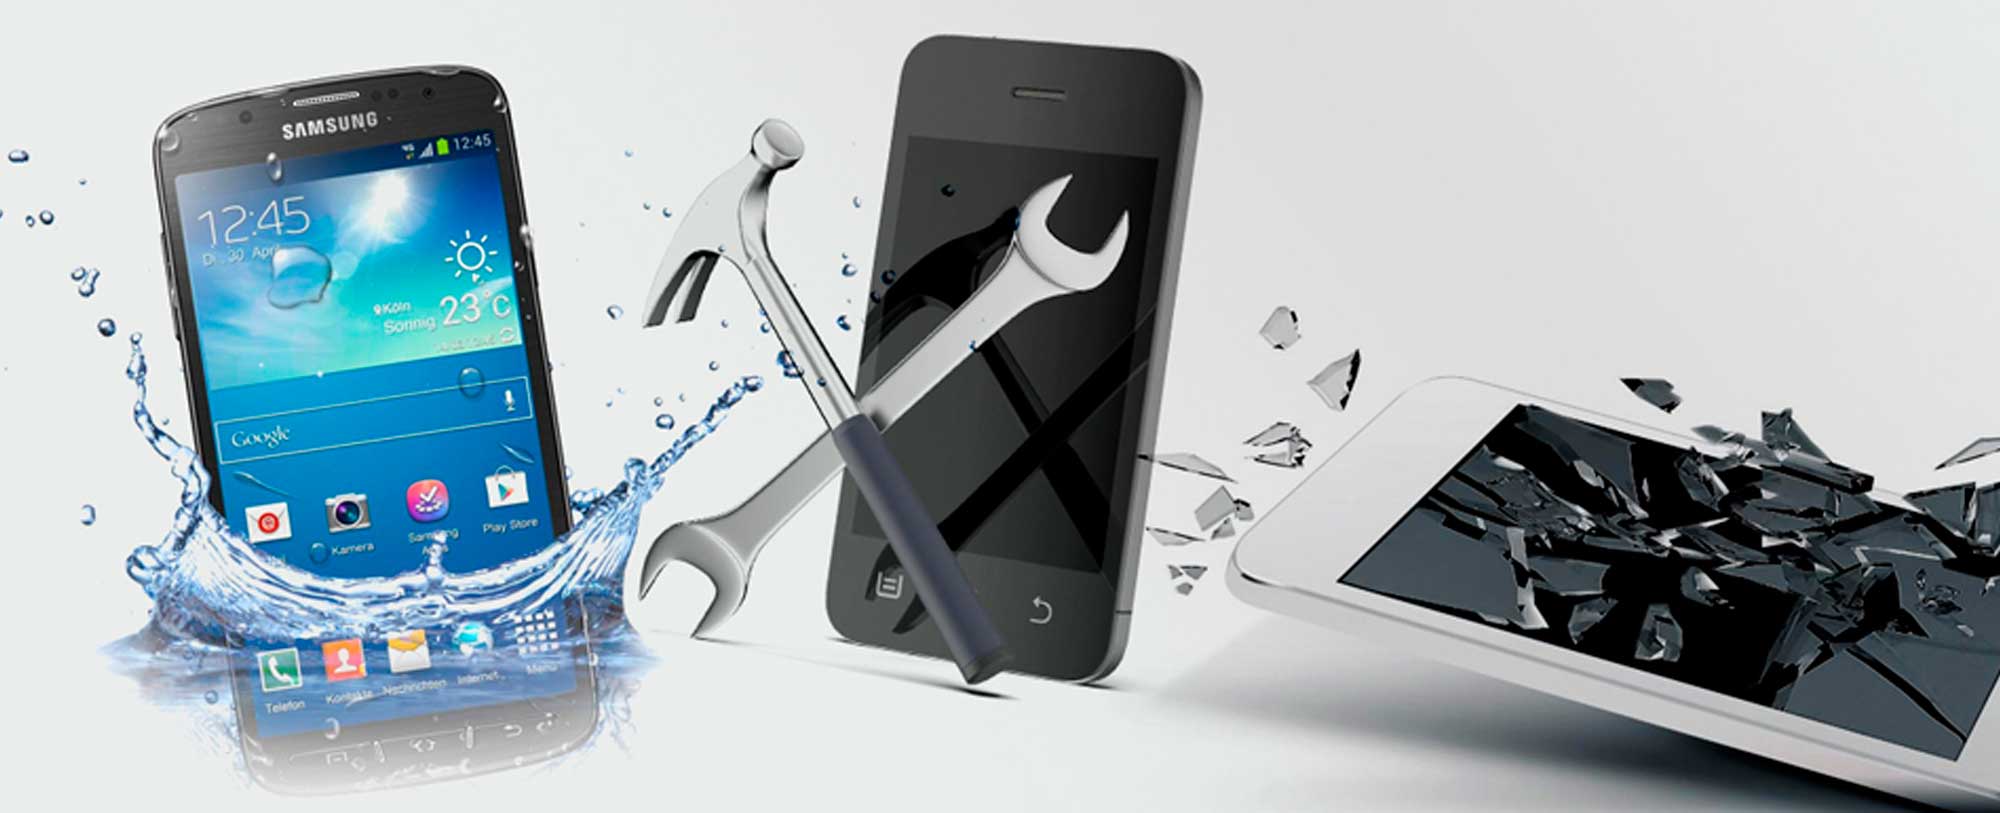 SAMSUNG
4G 12:45
12:45
Di., 30. April
Köln
Sonnig 23°C
Google
Kamera
Samsung
Apps
Play Store
Telefon
Kontakte
Nachrichten
Internet
Menü